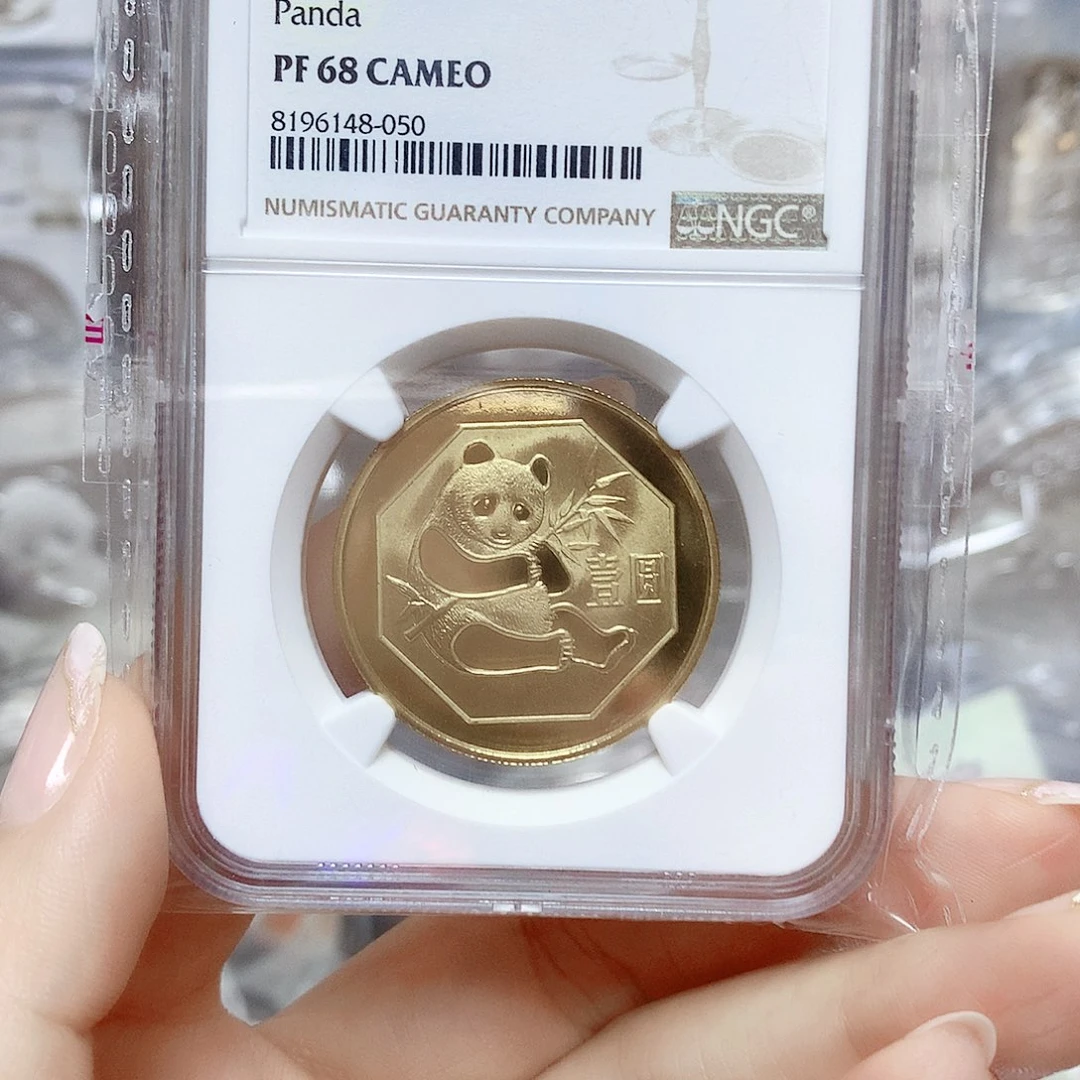 Panda
PF 68 CAMEO
8196148-050
NUMISMATIC GUARANTY COMPANY
NGC®
壹圆